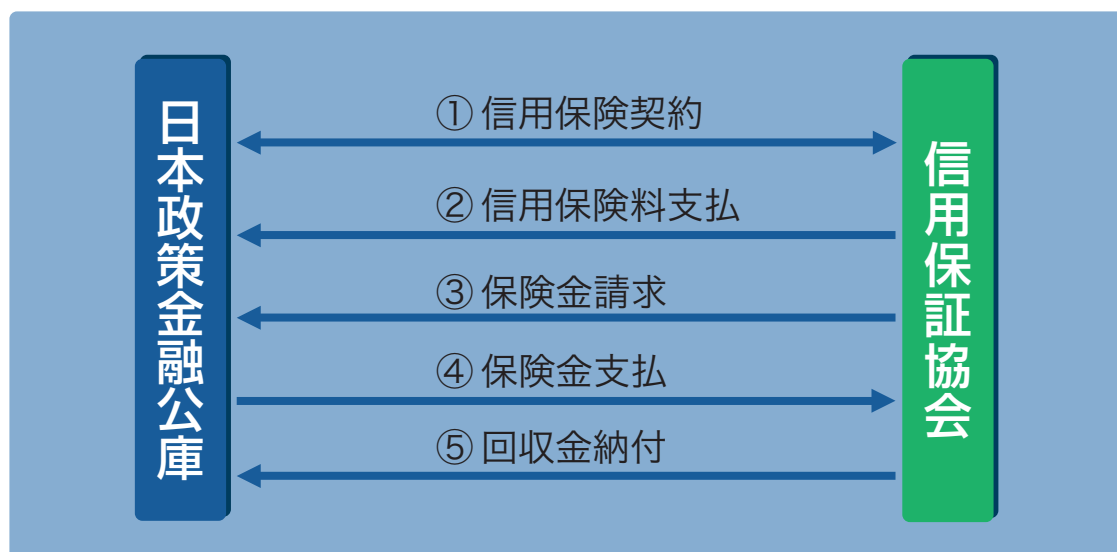 日本政策金融公庫
① 信用保険契約
② 信用保険料支払
③ 保険金請求
④ 保険金支払
⑤ 回収金納付
信用保証協会